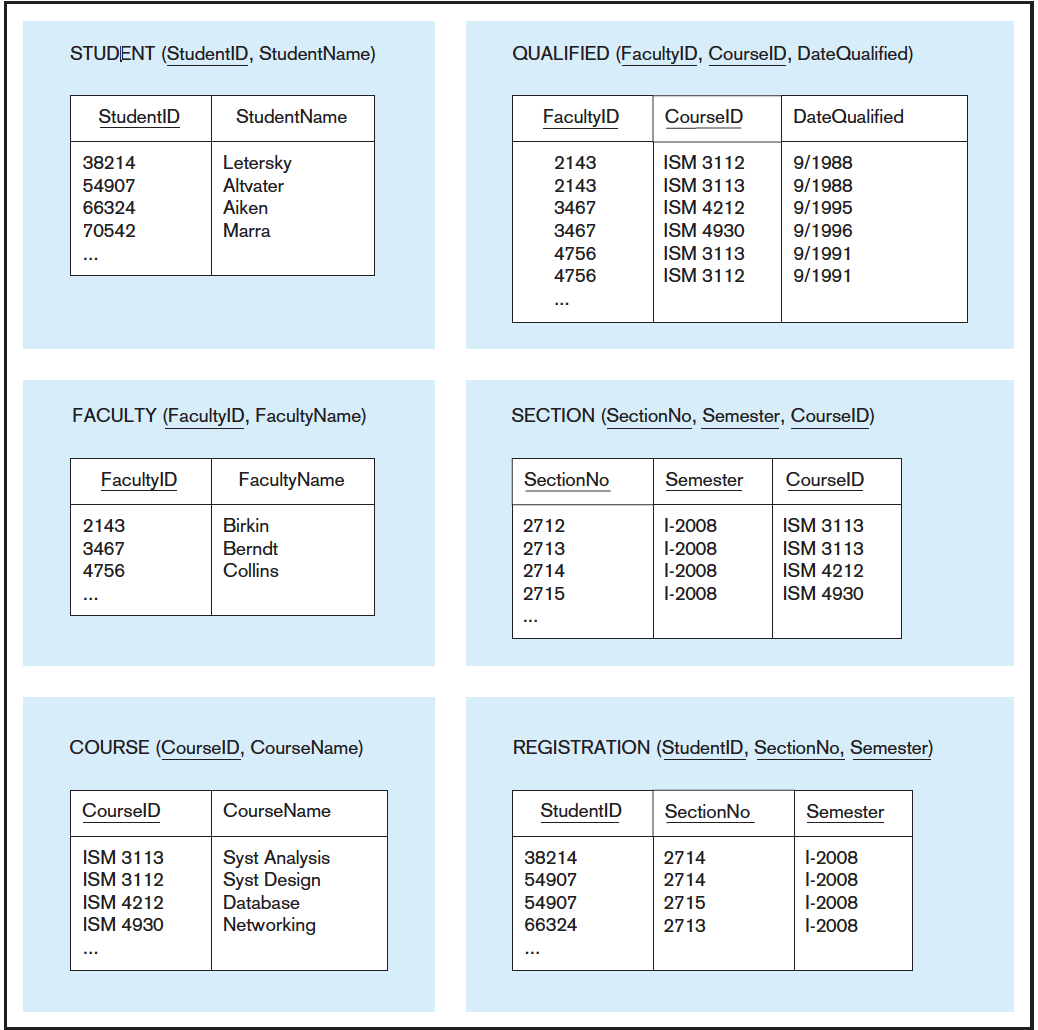 STUDENT (StudentID, StudentName)
StudentID StudentName
38214 Letersky
54907 Altvater
66324 Aiken
70542 Marra
...
QUALIFIED (FacultyID, CourseID, DateQualified)
FacultyID CourseID DateQualified
2143 ISM 3112 9/1988
2143 ISM 3113 9/1988
3467 ISM 4212 9/1995
3467 ISM 4930 9/1996
4756 ISM 3113 9/1991
4756 ISM 3112 9/1991
...
FACULTY (FacultyID, FacultyName)
FacultyID FacultyName
2143 Birkin
3467 Berndt
4756 Collins
...
SECTION (SectionNo, Semester, CourseID)
SectionNo Semester CourseID
2712 I-2008 ISM 3113
2713 I-2008 ISM 3113
2714 I-2008 ISM 4212
2715 I-2008 ISM 4930
...
COURSE (CourseID, CourseName)
CourseID CourseName
ISM 3113 Syst Analysis
ISM 3112 Syst Design
ISM 4212 Database
ISM 4930 Networking
...
REGISTRATION (StudentID, SectionNo, Semester)
StudentID SectionNo Semester
38214 2714 I-2008
54907 2714 I-2008
54907 2715 I-2008
66324 2713 I-2008
...